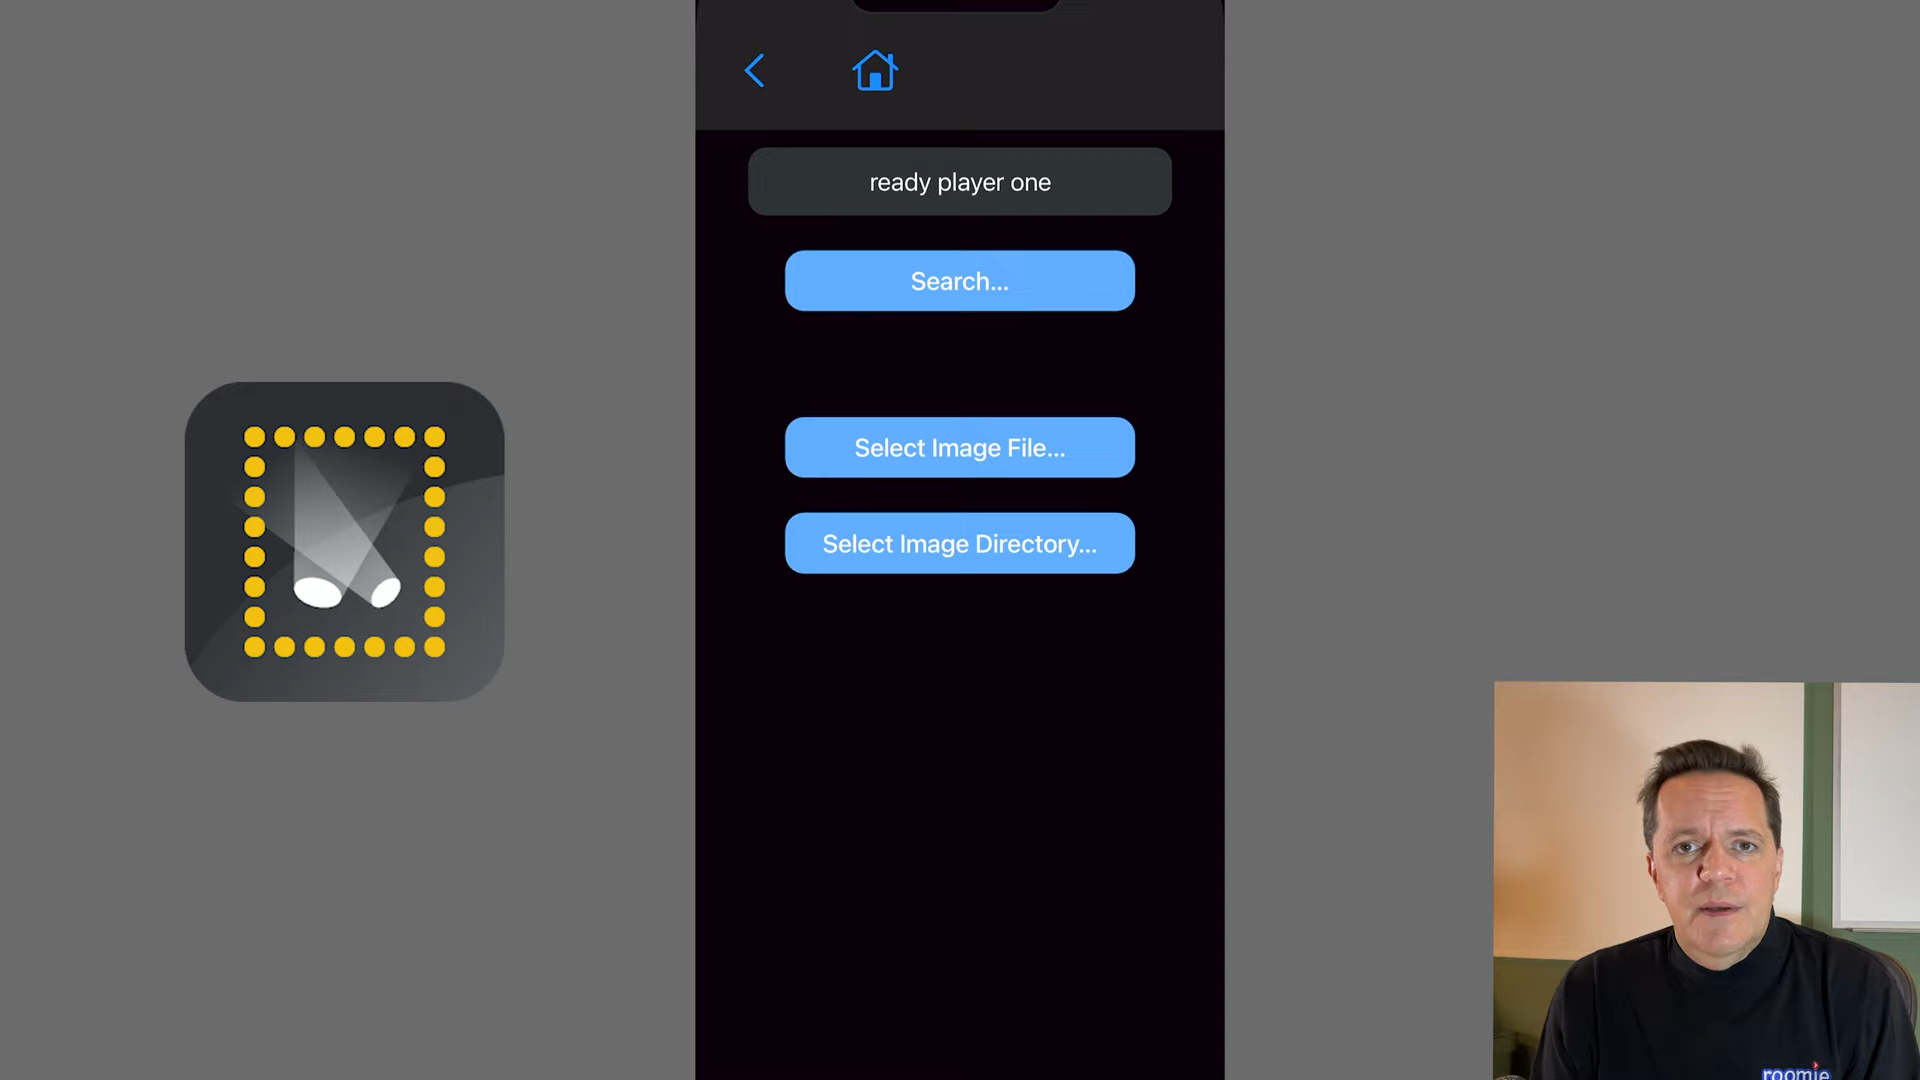 ready player one
Search...
Select Image File...
Select Image Directory...
roomie